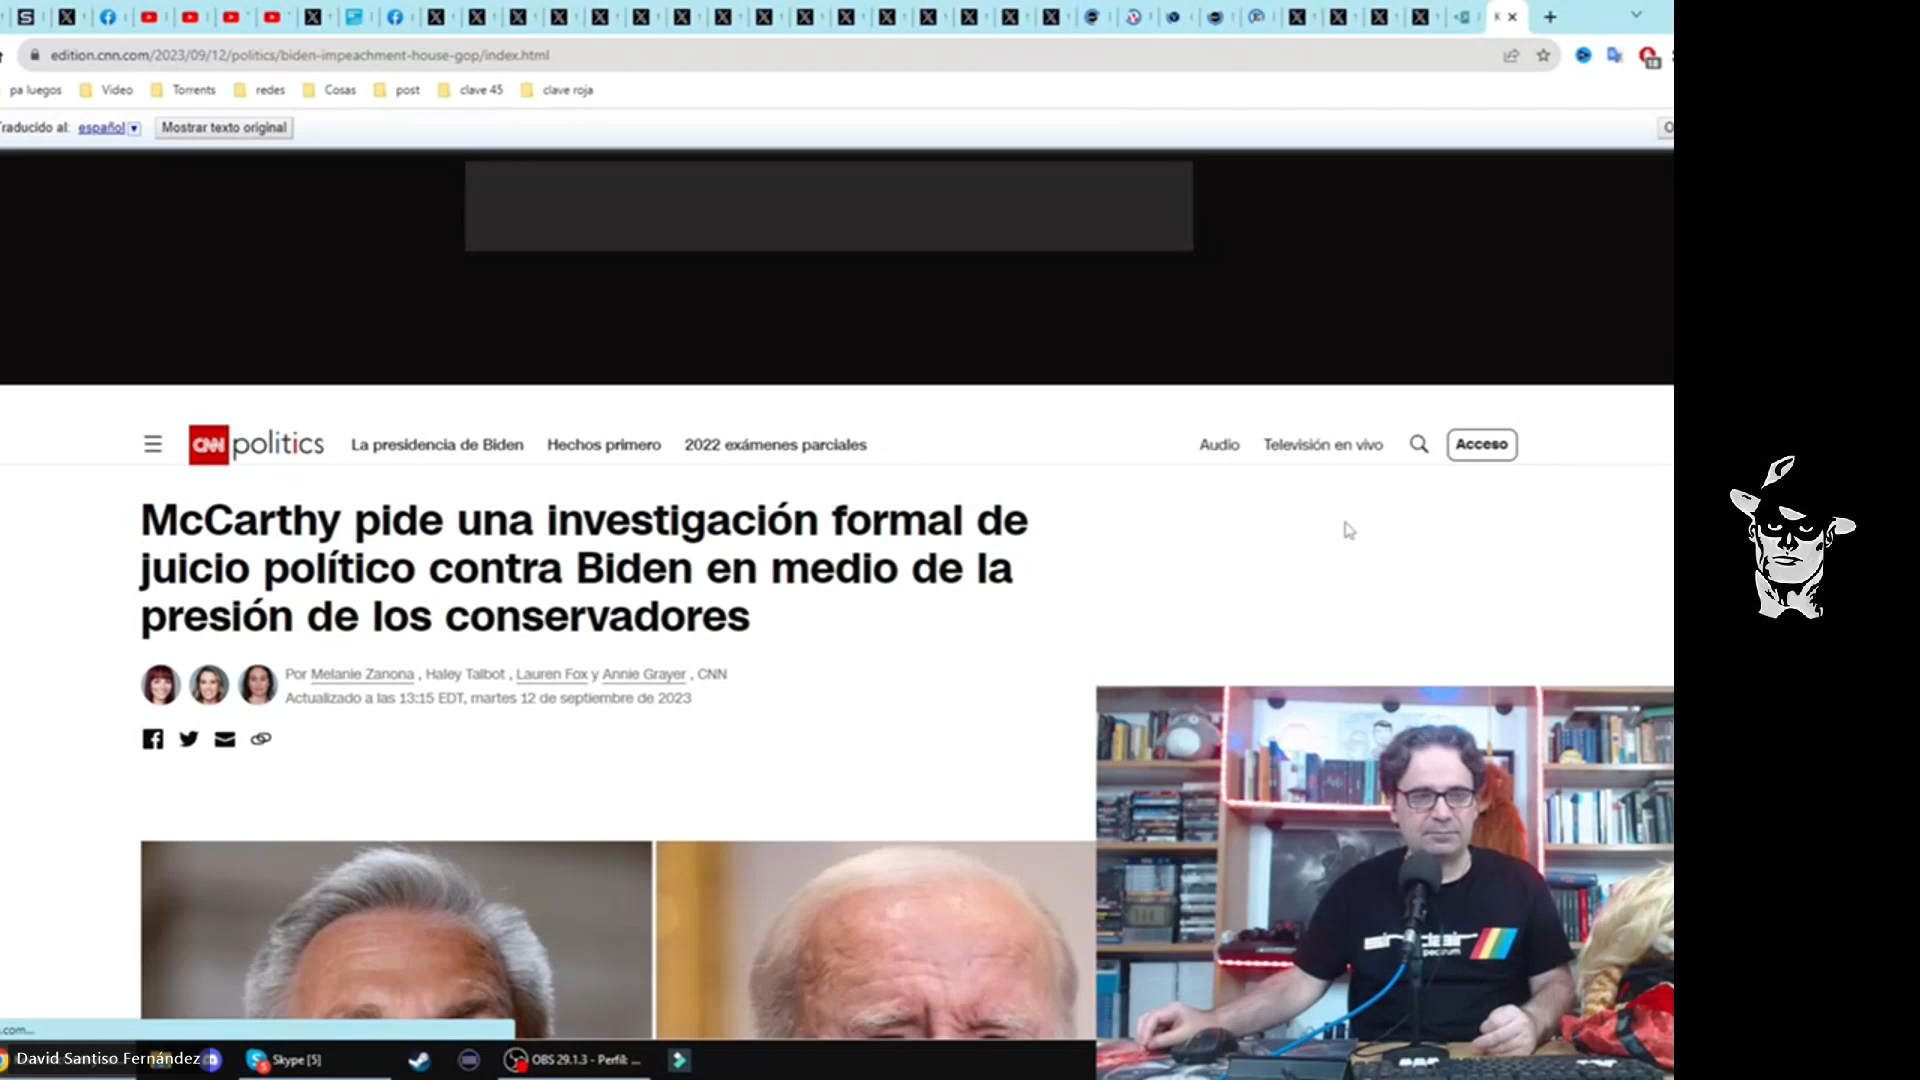 edition.cnn.com/2023/09/12/politics/biden-impeachment-house-gop/index.html
pa luegos Video Torrents redes Cosas post clave 45 clave roja
raducido al: español Mostrar texto original
CNN politics La presidencia de Biden Hechos primero 2022 exámenes parciales Audio Televisión en vivo Acceso
McCarthy pide una investigación formal de
juicio político contra Biden en medio de la
presión de los conservadores
Por Melanie Zanona , Haley Talbot , Lauren Fox y Annie Grayer , CNN
Actualizado a las 13:15 EDT, martes 12 de septiembre de 2023
sinclair
spectrum
.com...
David Santiso Fernández Skype [5] OBS 29.1.3 - Perfil: ...